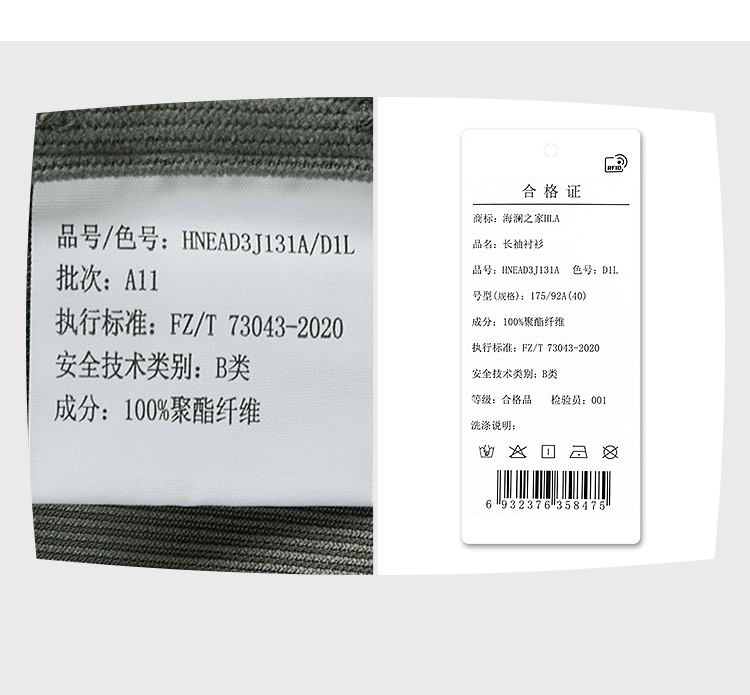 品号/色号：HNEAD3J131A/D1L
批次：A11
执行标准：FZ/T 73043-2020
安全技术类别：B类
成分：100%聚酯纤维
RFID
合格证
商标：海澜之家HLA
品名：长袖衬衫
品号：HNEAD3J131A 色号：D1L
号型(规格)：175/92A(40)
成分：100%聚酯纤维
执行标准：FZ/T 73043-2020
安全技术类别：B类
等级：合格品 检验员：001
洗涤说明：
6 932376 358475